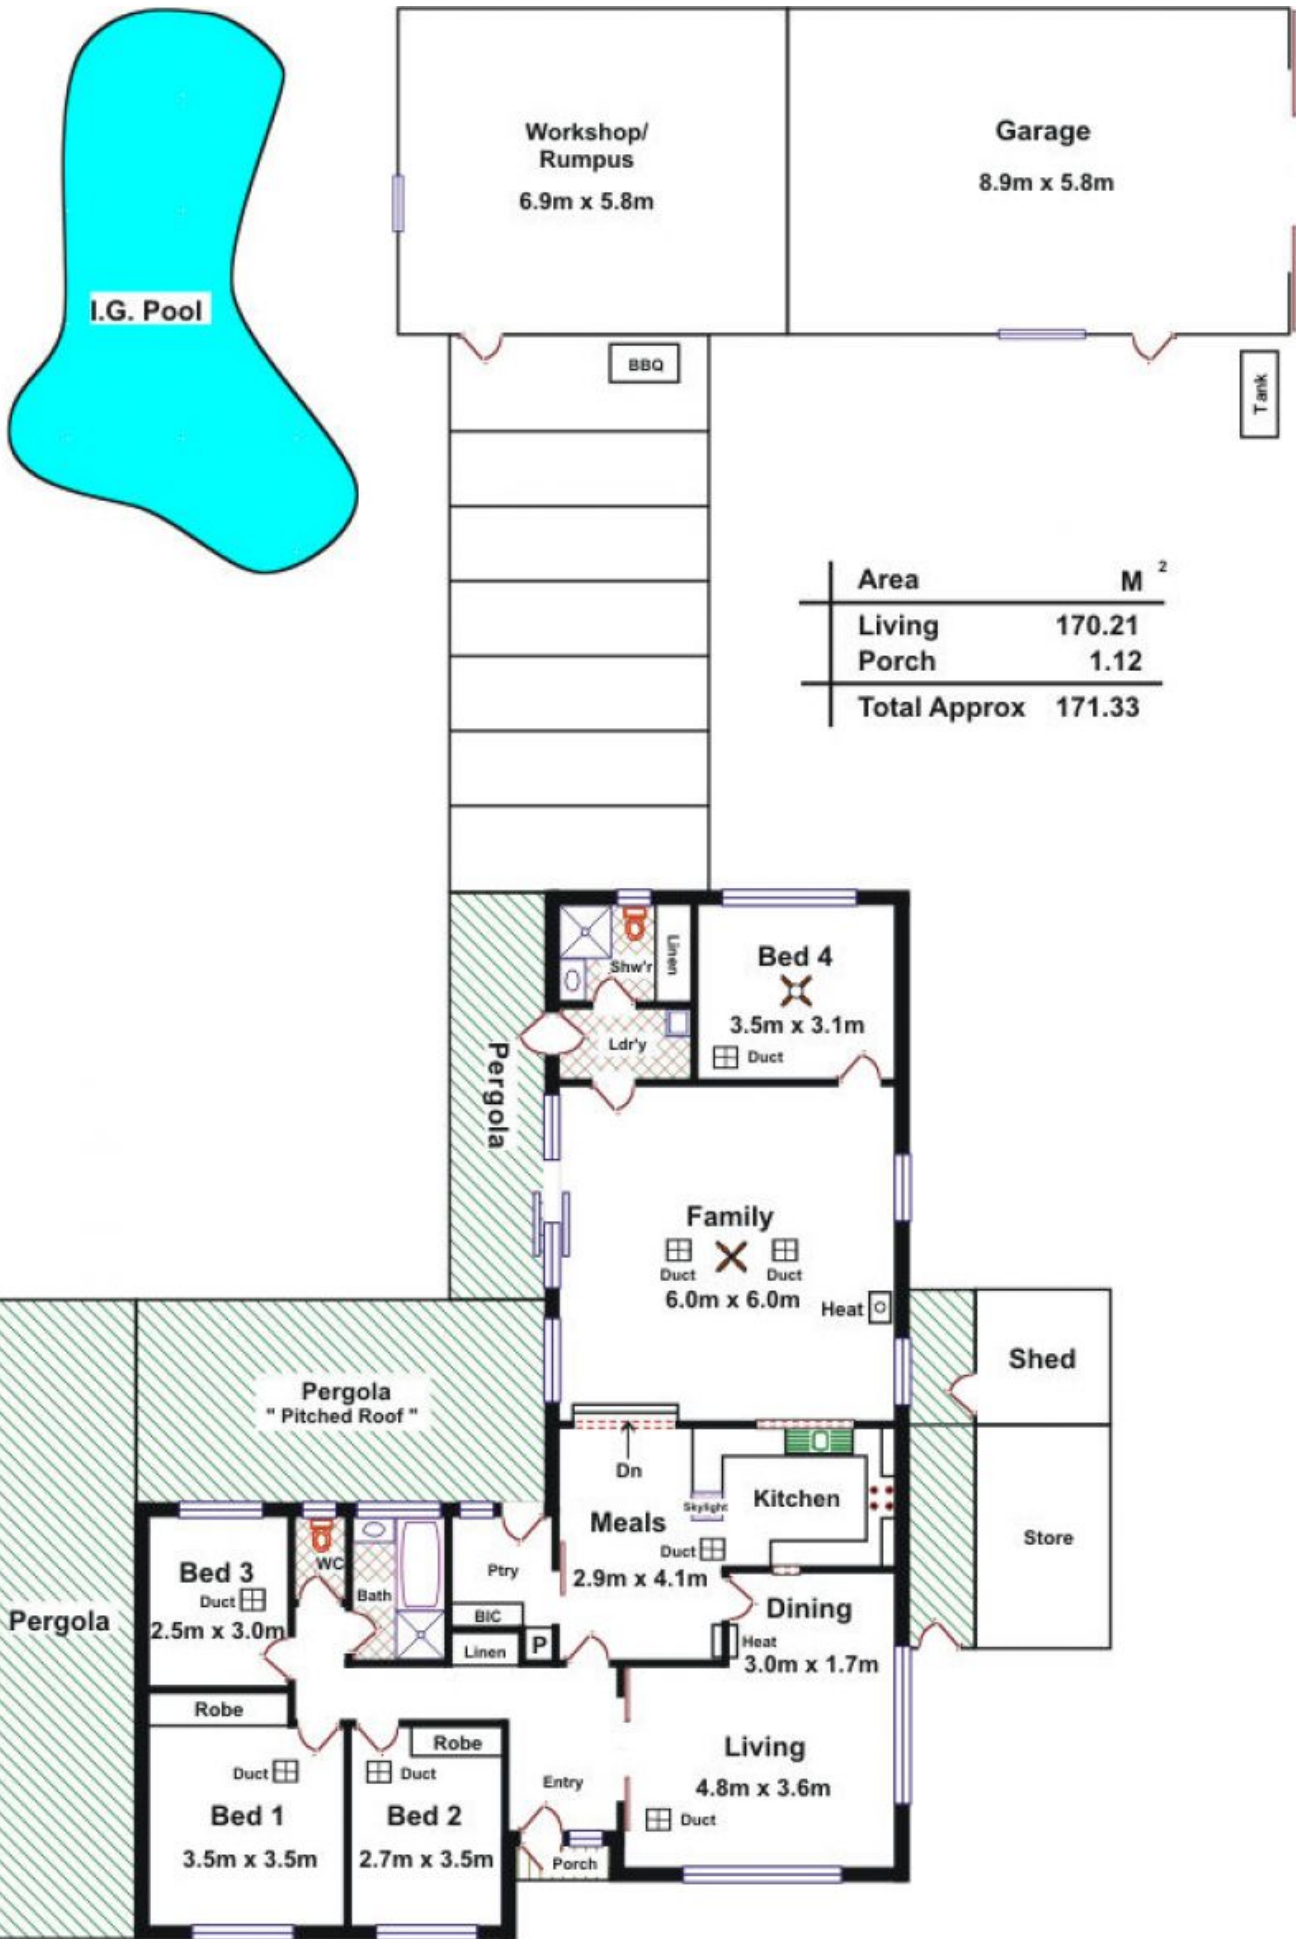 Workshop/
Rumpus
6.9m x 5.8m
Garage
8.9m x 5.8m
I.G. Pool
BBQ
Tank
Area M 2
Living 170.21
Porch 1.12
Total Approx 171.33
Shw'r
Linen
Bed 4
3.5m x 3.1m
Duct
Ldr'y
Pergola
Family
Duct
Duct
6.0m x 6.0m
Heat
Shed
Pergola
" Pitched Roof "
Dn
Kitchen
Skylight
Meals
Duct
2.9m x 4.1m
Store
Bed 3
Duct
2.5m x 3.0m
WC
Bath
Ptry
BIC
Linen
P
Dining
Heat
3.0m x 1.7m
Pergola
Robe
Robe
Living
4.8m x 3.6m
Duct
Duct
Duct
Entry
Bed 1
3.5m x 3.5m
Bed 2
2.7m x 3.5m
Porch